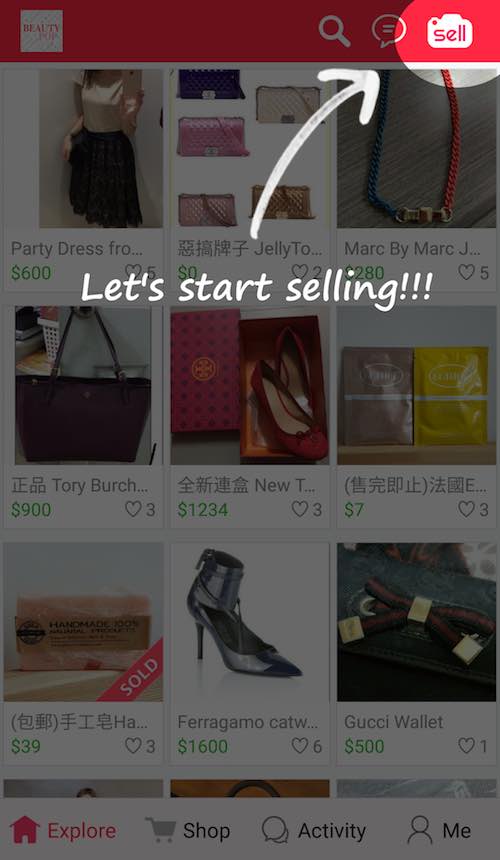 BEAUTY
POP
sell
Party Dress fro...
$600
5
惡搞牌子 JellyTo...
$0
2
Marc By Marc J...
$280
5
Let's start selling!!!
正品 Tory Burch...
$900
3
全新連盒 New T...
$1234
3
(售完即止)法國E...
$7
3
HANDMADE 100%
NATURAL PRODUCTS
SOLD
(包郵)手工皂Ha...
$39
3
Ferragamo catw...
$1600
6
Gucci Wallet
$500
1
Explore
Shop
Activity
Me